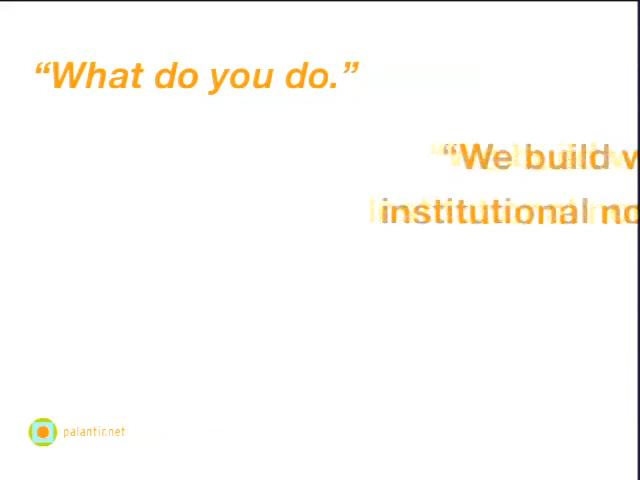 “What do you do.”
“We build
institutional
palantir.net